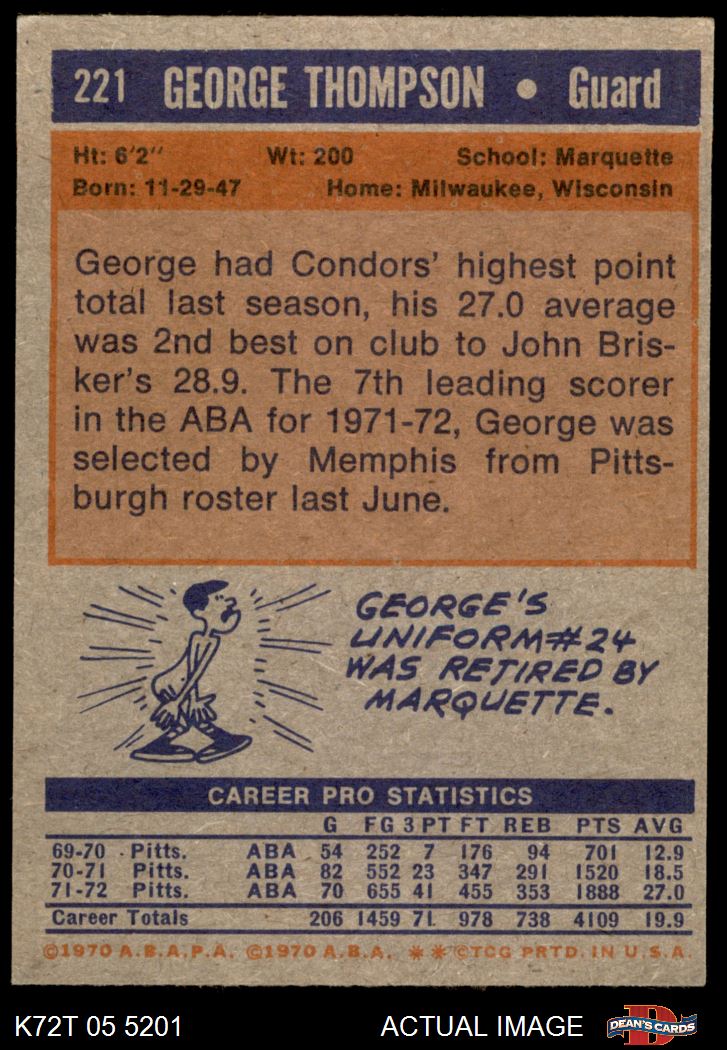 221 GEORGE THOMPSON • Guard
Ht: 6'2" Wt: 200 School: Marquette
Born: 11-29-47 Home: Milwaukee, Wisconsin
George had Condors' highest point
total last season, his 27.0 average
was 2nd best on club to John Bris-
ker's 28.9. The 7th leading scorer
in the ABA for 1971-72, George was
selected by Memphis from Pitts-
burgh roster last June.
GEORGE'S
UNIFORM #24
WAS RETIRED BY
MARQUETTE.
CAREER PRO STATISTICS
G FG 3 PT FT REB PTS AVG
69-70 Pitts. ABA 54 252 7 176 94 701 12.9
70-71 Pitts. ABA 82 552 23 347 291 1520 18.5
71-72 Pitts. ABA 70 655 41 455 353 1888 27.0
Career Totals 206 1459 71 978 738 4109 19.9
©1970 A.B.A.P.A. ©1970 A.B.A. **©TCG PRTD. IN U.S.A.
K72T 05 5201 ACTUAL IMAGE D DEAN'S CARDS